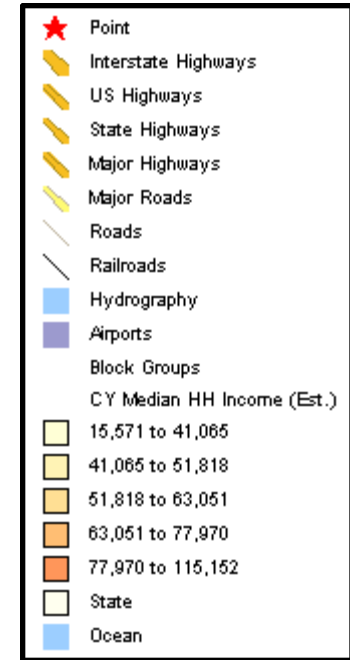 Point
Interstate Highways
US Highways
State Highways
Major Highways
Major Roads
Roads
Railroads
Hydrography
Airports
Block Groups
CY Median HH Income (Est.)
15,571 to 41,065
41,065 to 51,818
51,818 to 63,051
63,051 to 77,970
77,970 to 115,152
State
Ocean